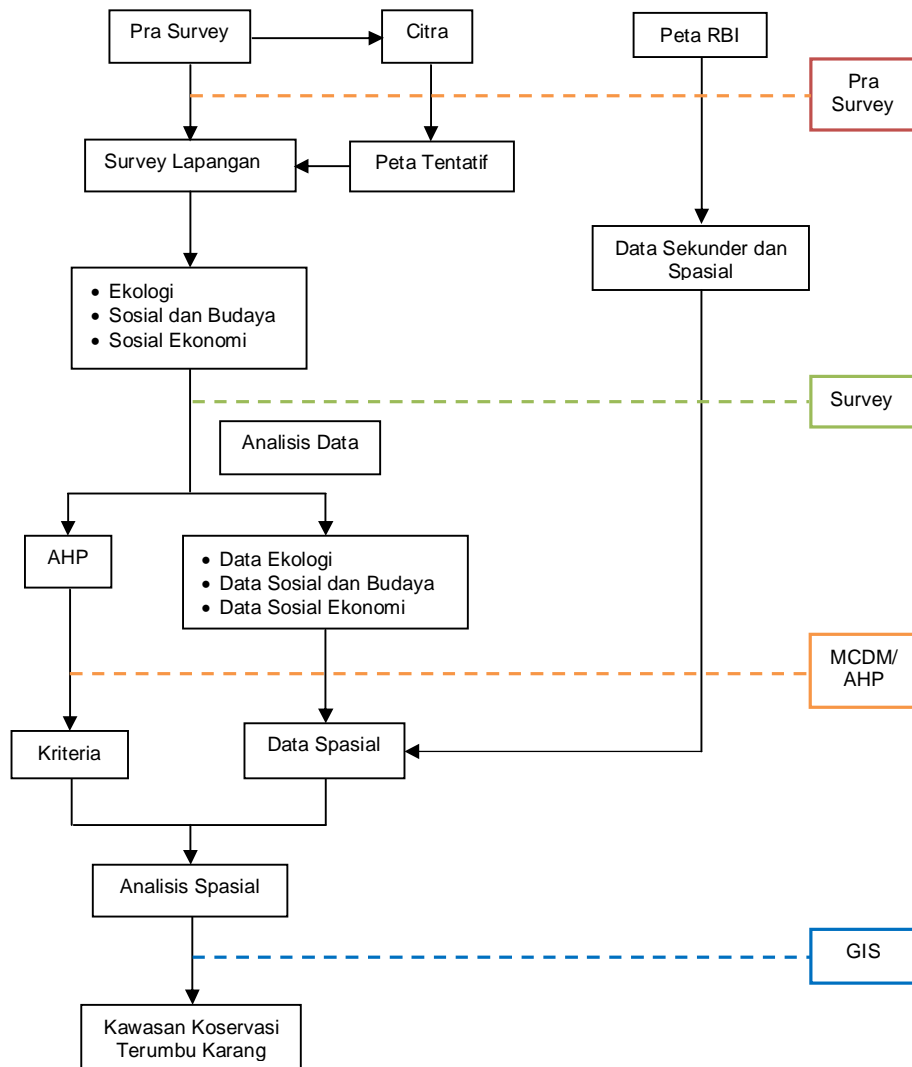 Pra Survey
Citra
Peta RBI
Pra
Survey
Survey Lapangan
Peta Tentatif
Data Sekunder dan
Spasial
• Ekologi
• Sosial dan Budaya
• Sosial Ekonomi
Survey
Analisis Data
AHP
• Data Ekologi
• Data Sosial dan Budaya
• Data Sosial Ekonomi
MCDM/
AHP
Kriteria
Data Spasial
Analisis Spasial
GIS
Kawasan Koservasi
Terumbu Karang